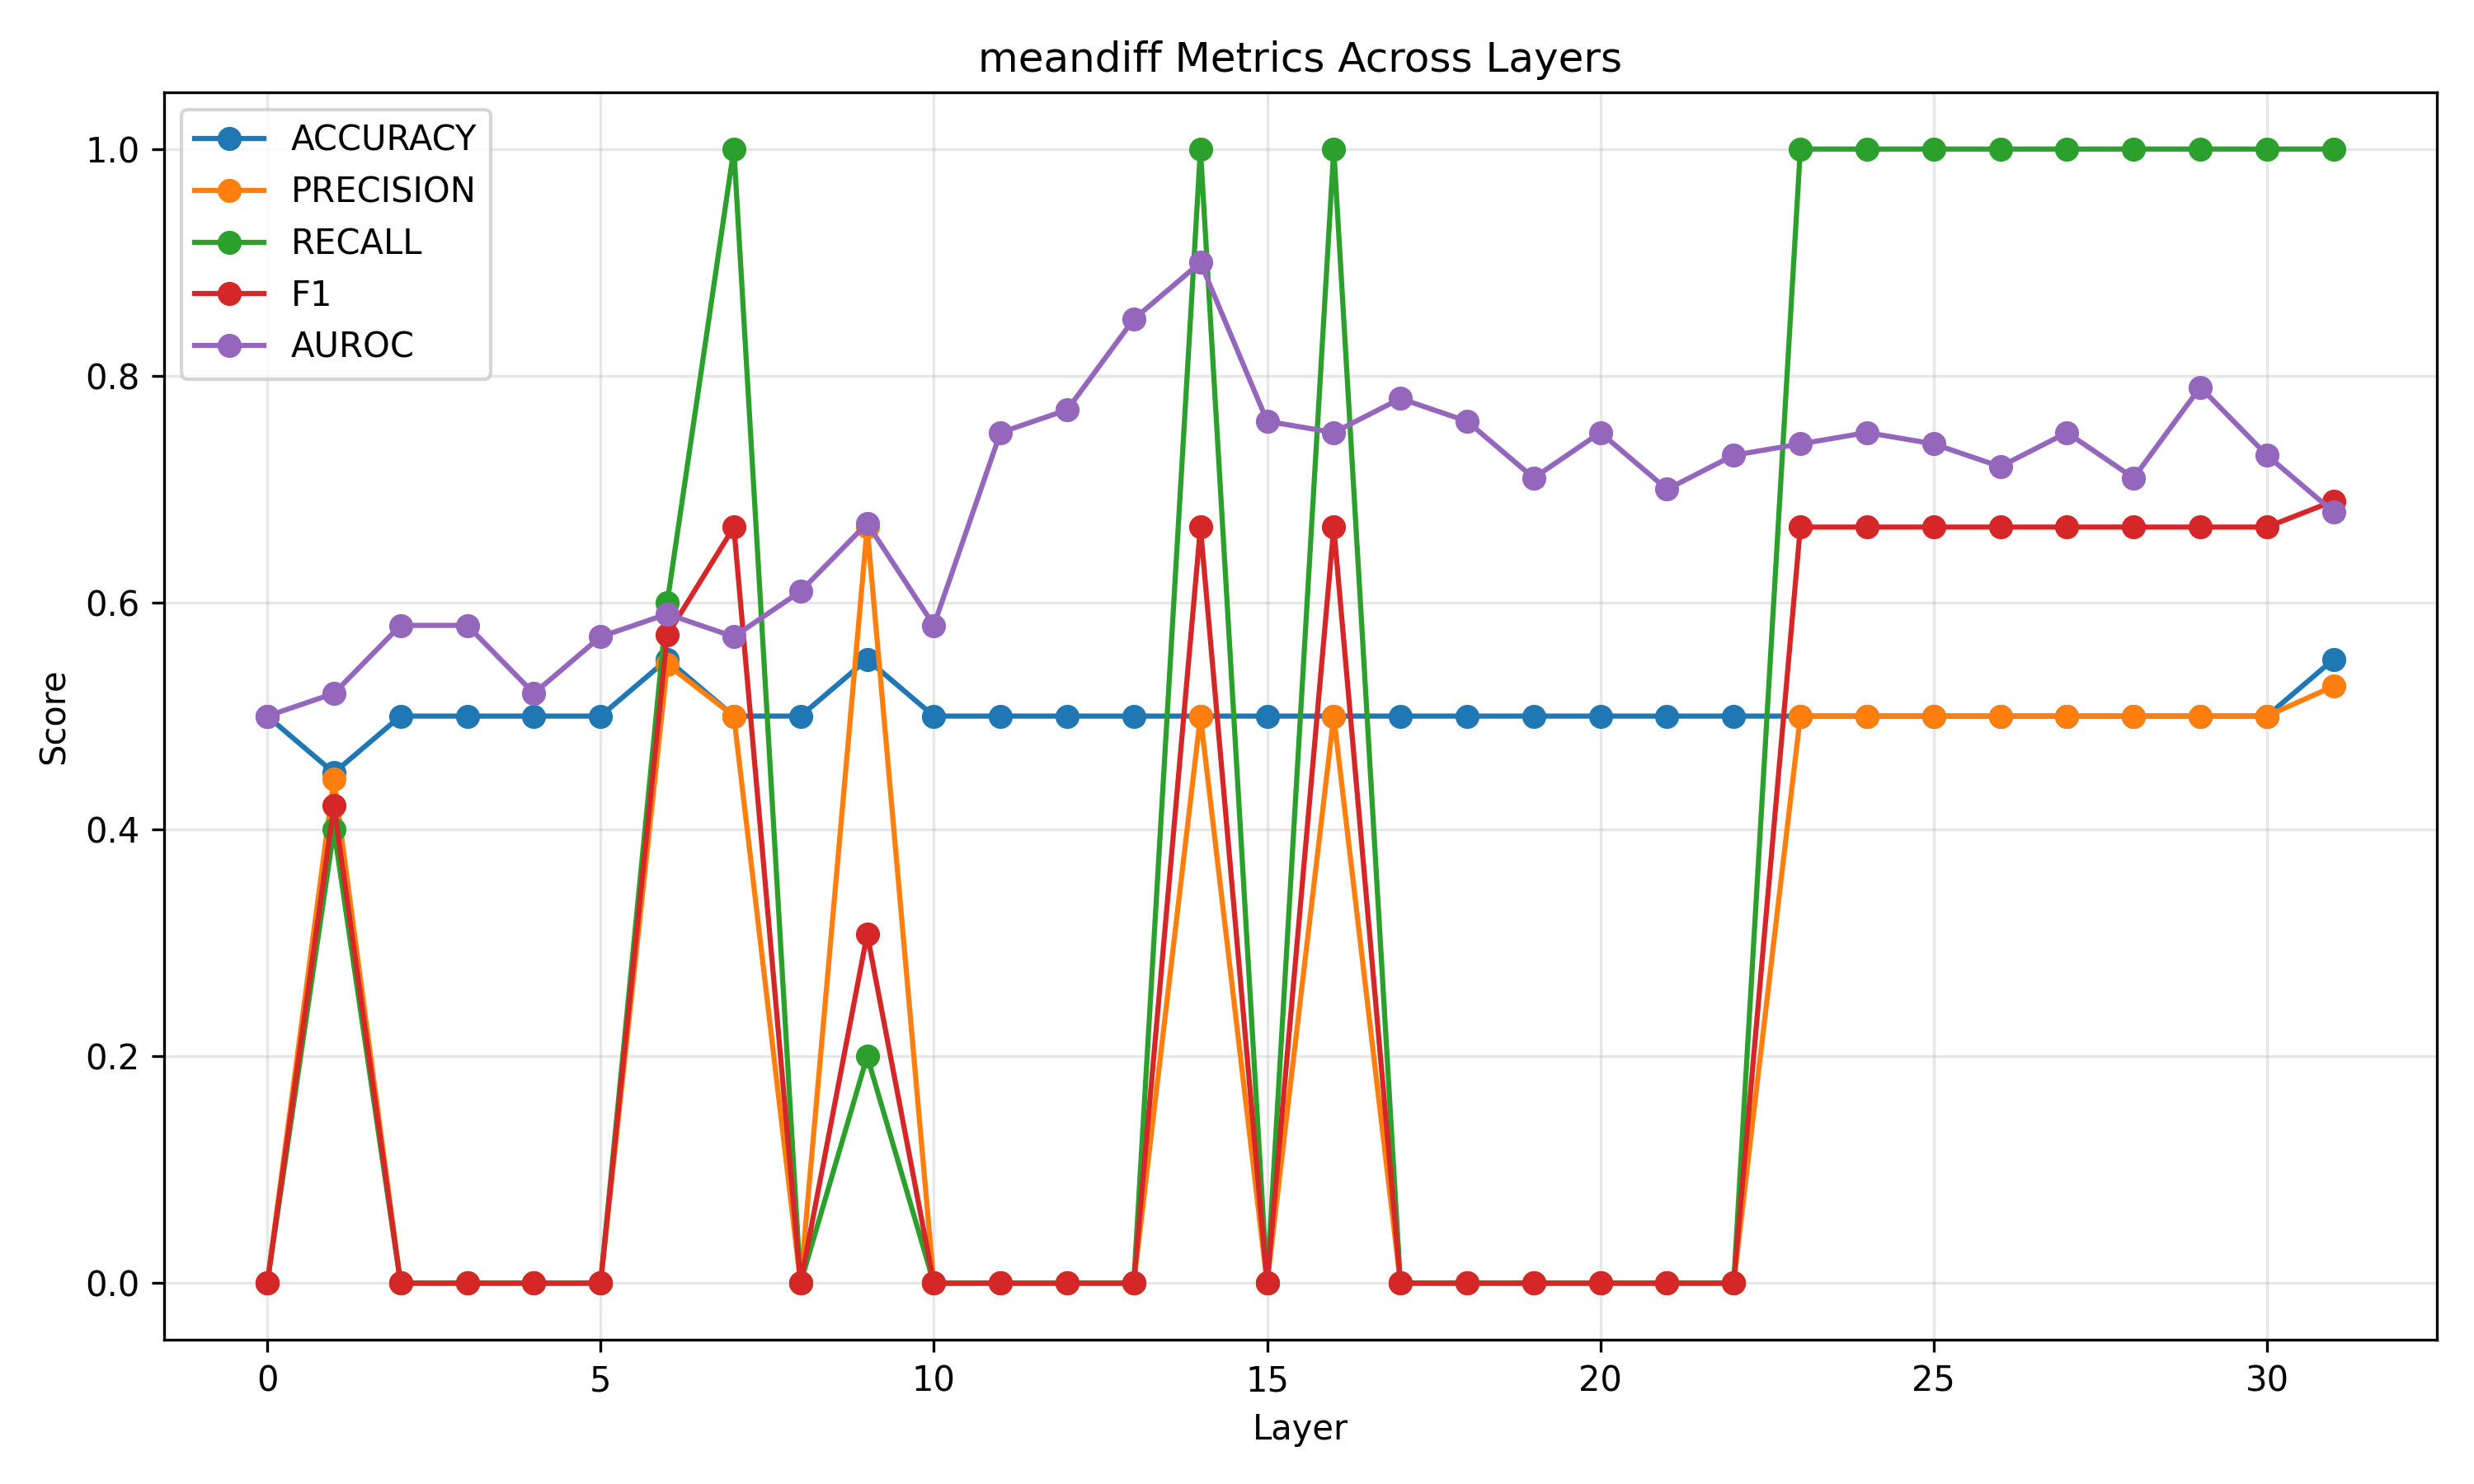 meandiff Metrics Across Layers
ACCURACY
PRECISION
RECALL
F1
AUROC
1.0
0.8
0.6
0.4
0.2
0.0
Score
0 5 10 15 20 25 30
Layer